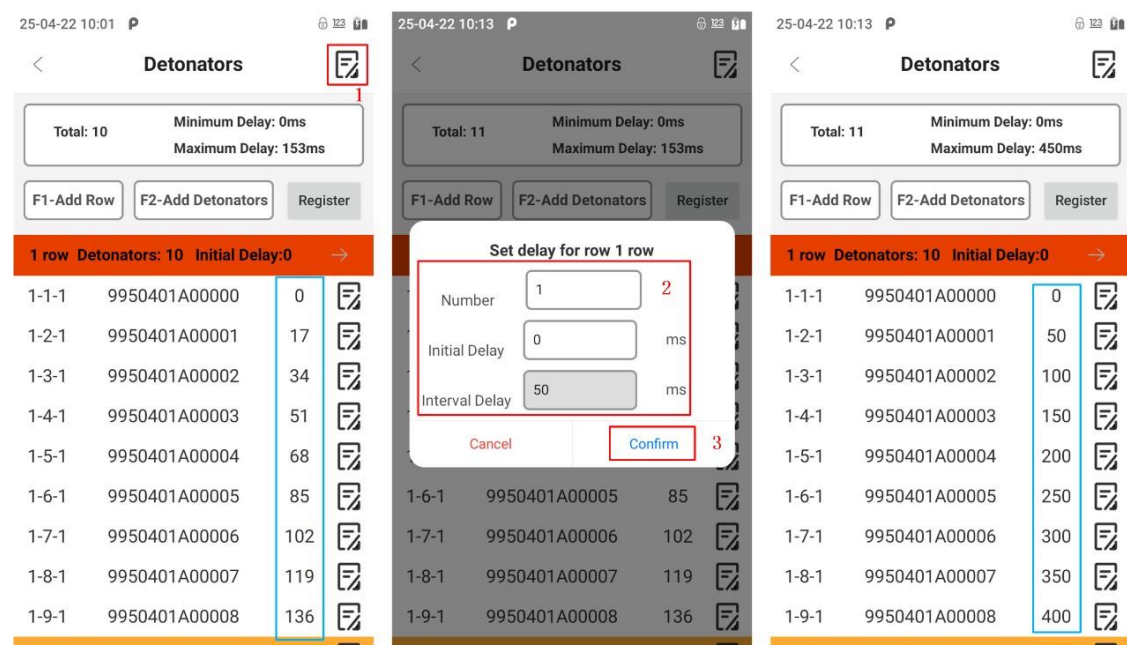 25-04-22 10:01 P 123
Detonators
1
Total: 10
Minimum Delay: 0ms
Maximum Delay: 153ms
F1-Add Row F2-Add Detonators Register
1 row Detonators: 10 Initial Delay:0 →
1-1-1 9950401A00000 0
1-2-1 9950401A00001 17
1-3-1 9950401A00002 34
1-4-1 9950401A00003 51
1-5-1 9950401A00004 68
1-6-1 9950401A00005 85
1-7-1 9950401A00006 102
1-8-1 9950401A00007 119
1-9-1 9950401A00008 136
25-04-22 10:13 P 123
Detonators
Total: 11
Minimum Delay: 0ms
Maximum Delay: 153ms
F1-Add Row F2-Add Detonators Register
Set delay for row 1 row
Number 1 2
Initial Delay 0 ms
Interval Delay 50 ms
Cancel Confirm 3
1-6-1 9950401A00005 85
1-7-1 9950401A00006 102
1-8-1 9950401A00007 119
1-9-1 9950401A00008 136
25-04-22 10:13 P 123
Detonators
Total: 11
Minimum Delay: 0ms
Maximum Delay: 450ms
F1-Add Row F2-Add Detonators Register
1 row Detonators: 10 Initial Delay:0 →
1-1-1 9950401A00000 0
1-2-1 9950401A00001 50
1-3-1 9950401A00002 100
1-4-1 9950401A00003 150
1-5-1 9950401A00004 200
1-6-1 9950401A00005 250
1-7-1 9950401A00006 300
1-8-1 9950401A00007 350
1-9-1 9950401A00008 400